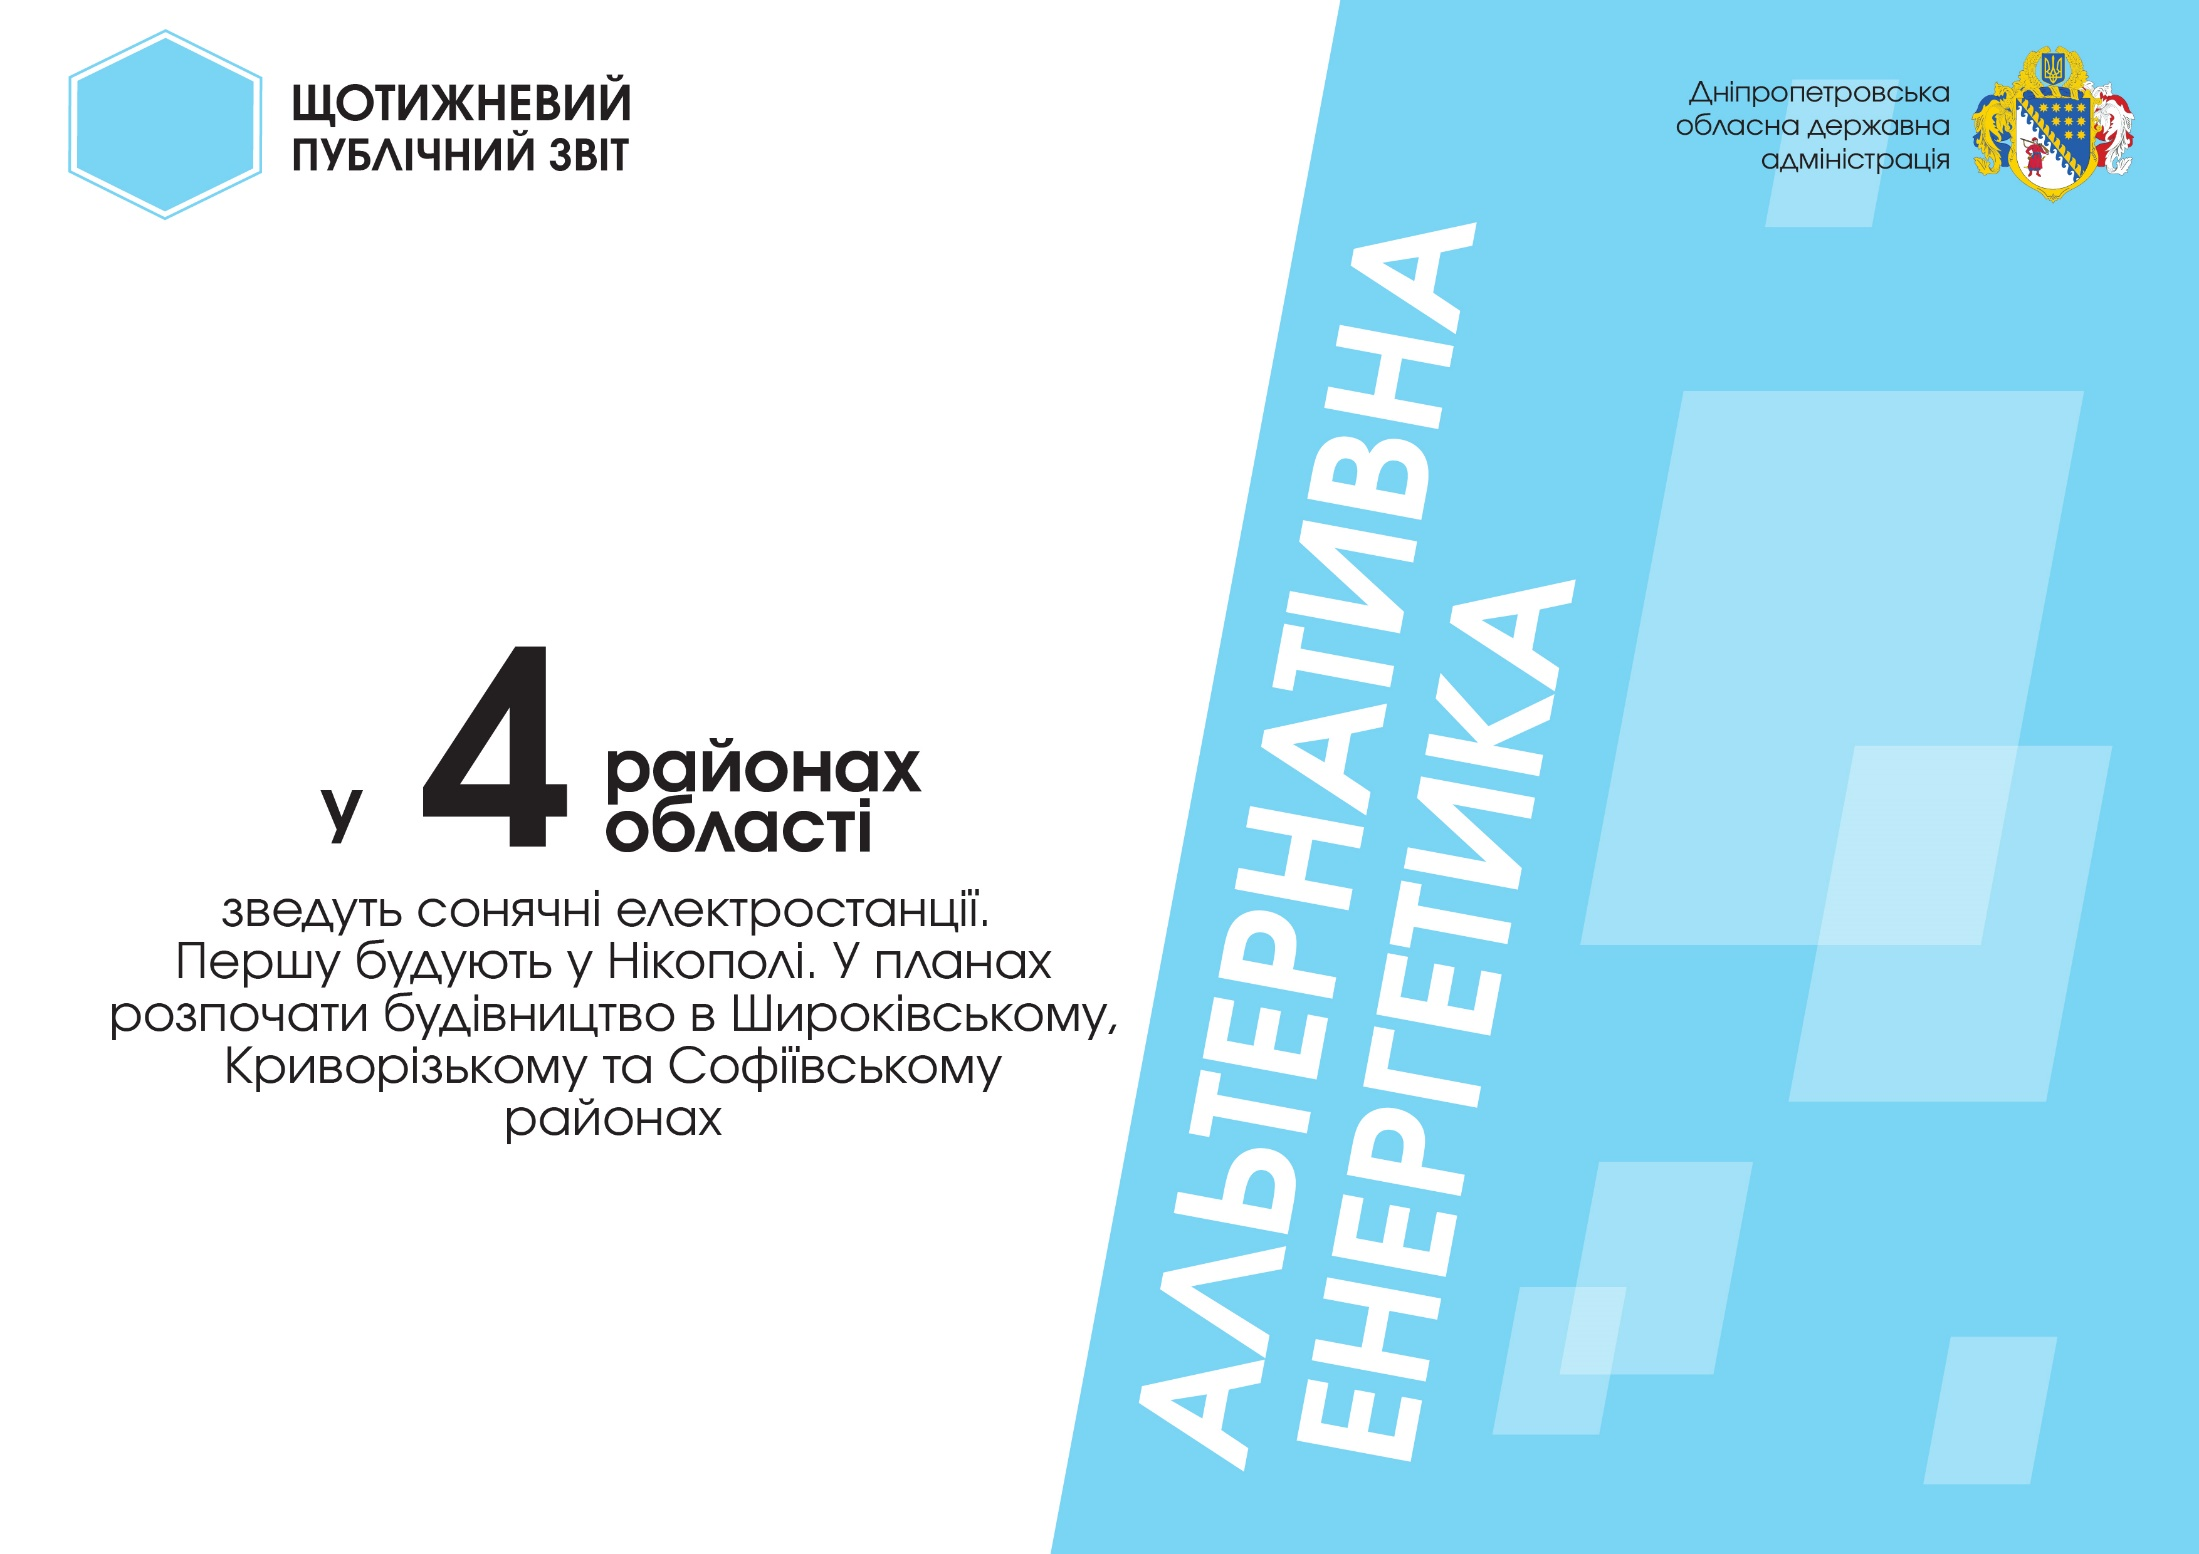 ЩОТИЖНЕВИЙ
ПУБЛІЧНИЙ ЗВІТ
Дніпропетровська
обласна державна
адміністрація
АЛЬТЕРНАТИВНА
ЕНЕРГЕТИКА
у 4 районах
області
зведуть сонячні електростанції.
Першу будують у Нікополі. У планах
розпочати будівництво в Широківському,
Криворізькому та Софіївському
районах